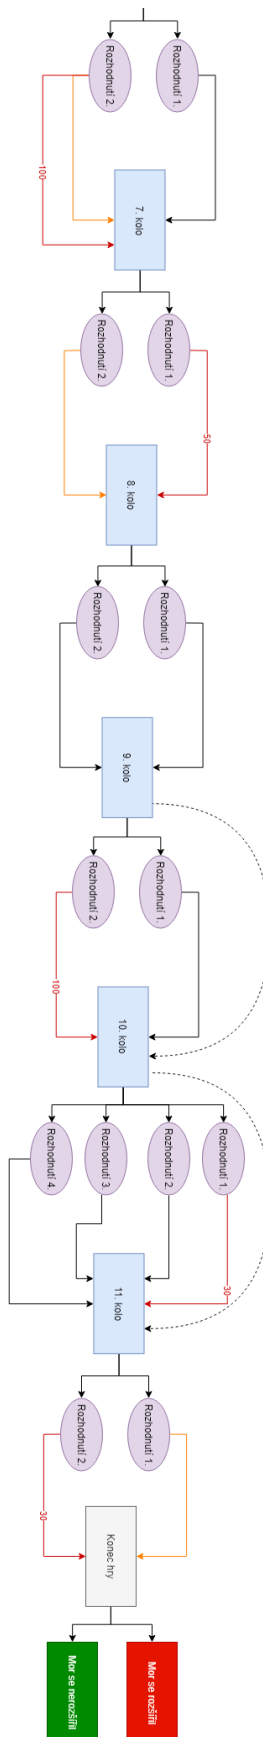 Rozhodnutí 1.
Rozhodnutí 2.
100
7. kolo
Rozhodnutí 1.
Rozhodnutí 2.
50
8. kolo
Rozhodnutí 1.
Rozhodnutí 2.
9. kolo
Rozhodnutí 1.
Rozhodnutí 2.
100
10. kolo
Rozhodnutí 1.
Rozhodnutí 2.
Rozhodnutí 3.
Rozhodnutí 4.
30
11. kolo
Rozhodnutí 1.
Rozhodnutí 2.
30
Konec hry
Mor se rozšířil
Mor se nerozšířil